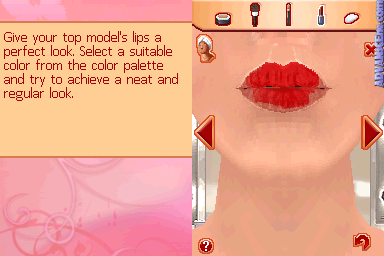 Give your top model's lips a
perfect look. Select a suitable
color from the color palette
and try to achieve a neat and
regular look.
?